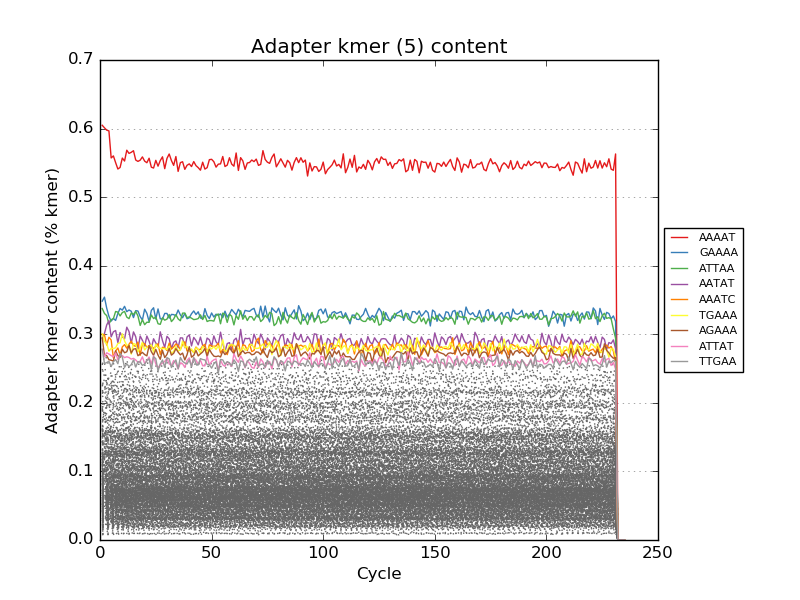 Adapter kmer (5) content
Adapter kmer content (% kmer)
0.7
0.6
0.5
0.4
0.3
0.2
0.1
0.0
0
50
100
150
200
250
Cycle
AAAAT
GAAAA
ATTAA
AATAT
AAATC
TGAAA
AGAAA
ATTAT
TTGAA